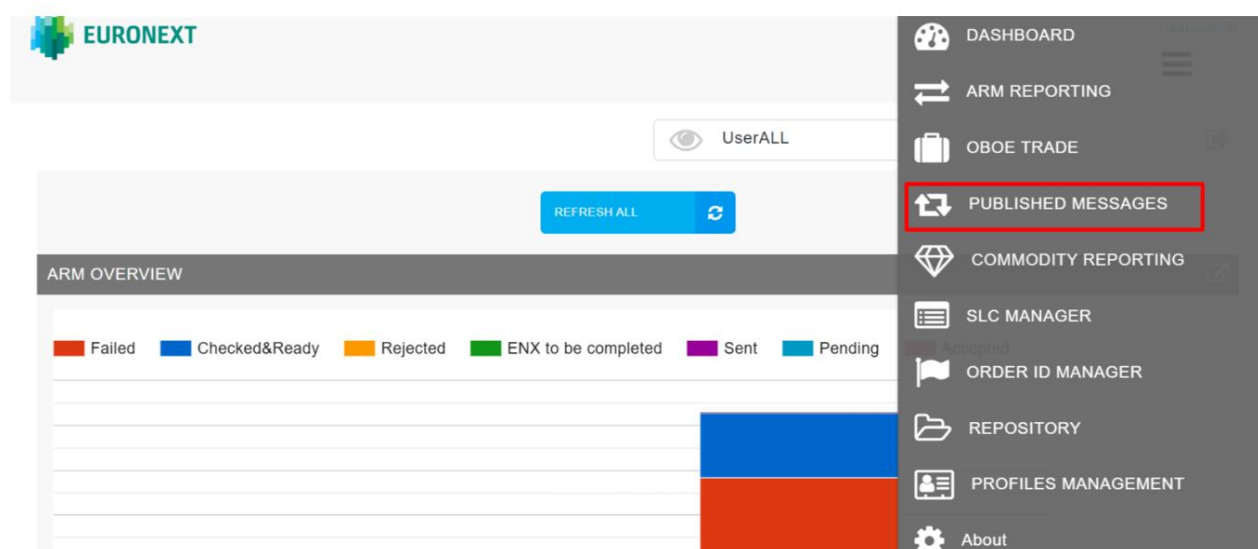 EURONEXT
UserALL
REFRESH ALL
ARM OVERVIEW
Failed Checked&Ready Rejected ENX to be completed Sent Pending Accepted
DASHBOARD
ARM REPORTING
OBOE TRADE
PUBLISHED MESSAGES
COMMODITY REPORTING
SLC MANAGER
ORDER ID MANAGER
REPOSITORY
PROFILES MANAGEMENT
About